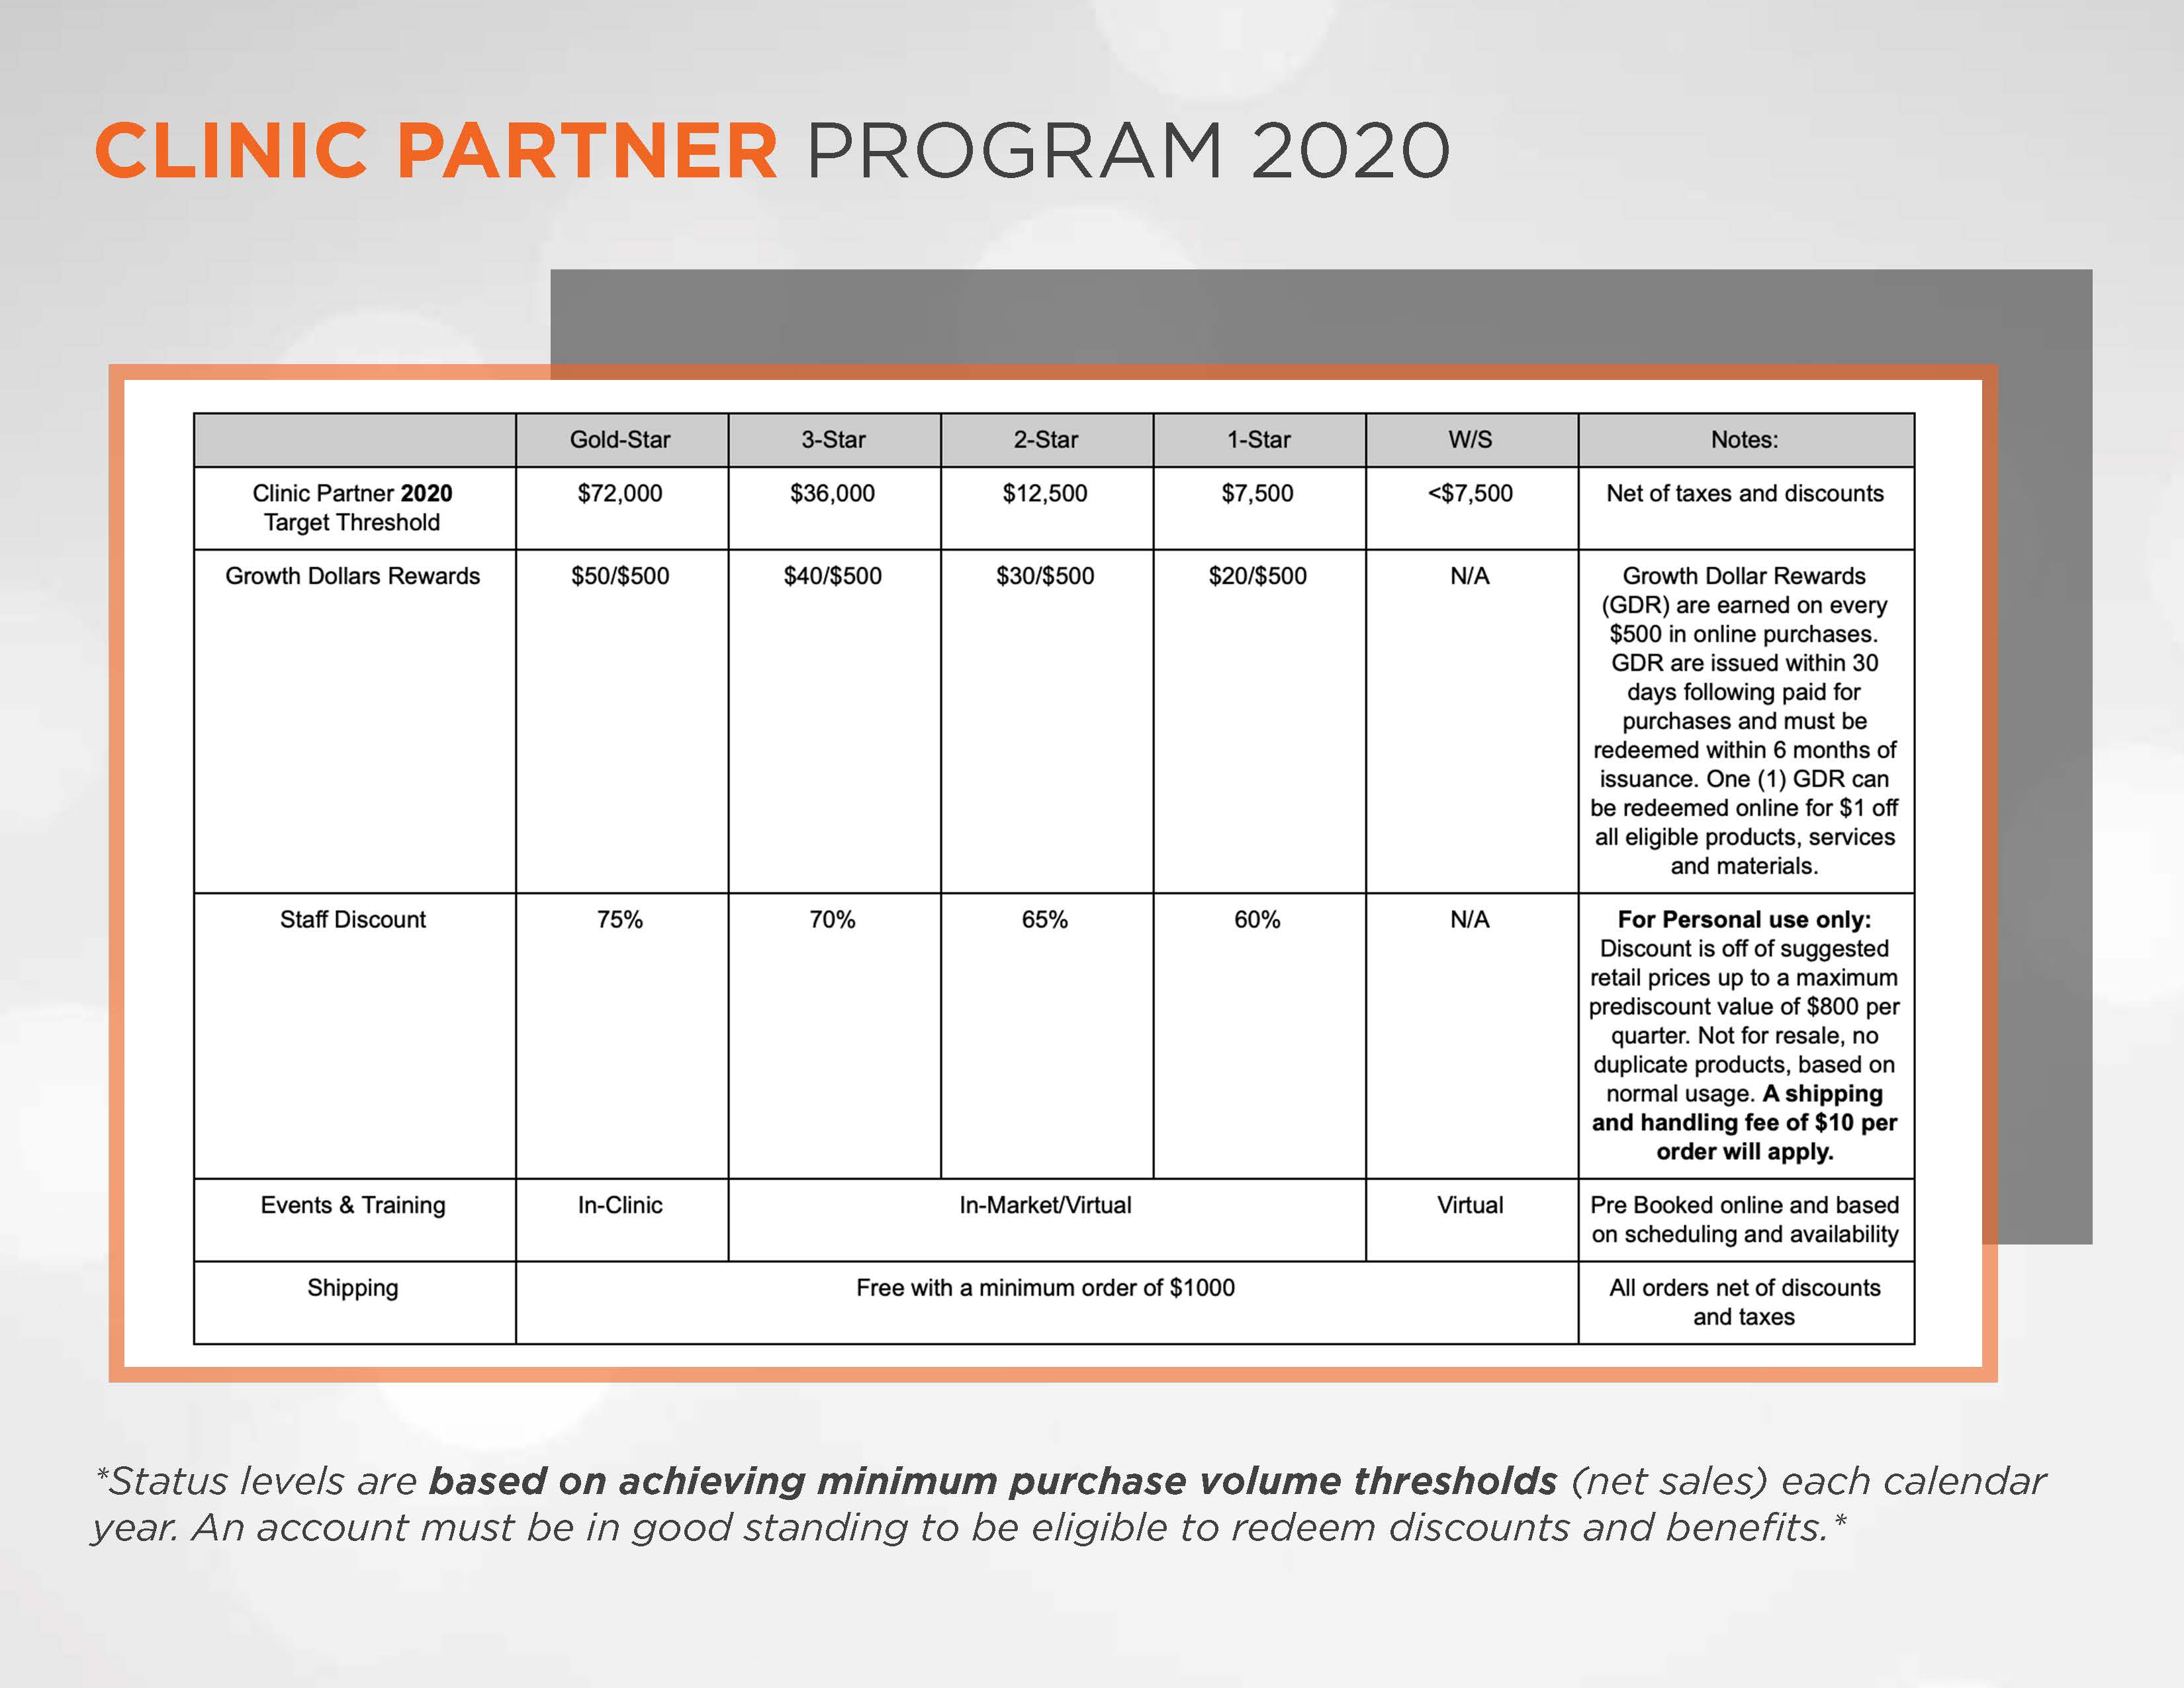 CLINIC PARTNER PROGRAM 2020
Gold-Star 3-Star 2-Star 1-Star W/S Notes:
Clinic Partner 2020 $72,000 $36,000 $12,500 $7,500 <$7,500 Net of taxes and discounts
Target Threshold
Growth Dollars Rewards $50/$500 $40/$500 $30/$500 $20/$500 N/A Growth Dollar Rewards
(GDR) are earned on every
$500 in online purchases.
GDR are issued within 30
days following paid for
purchases and must be
redeemed within 6 months of
issuance. One (1) GDR can
be redeemed online for $1 off
all eligible products, services
and materials.
Staff Discount 75% 70% 65% 60% N/A For Personal use only:
Discount is off of suggested
retail prices up to a maximum
prediscount value of $800 per
quarter. Not for resale, no
duplicate products, based on
normal usage. A shipping
and handling fee of $10 per
order will apply.
Events & Training In-Clinic In-Market/Virtual Virtual Pre Booked online and based
on scheduling and availability
Shipping Free with a minimum order of $1000 All orders net of discounts
and taxes
*Status levels are based on achieving minimum purchase volume thresholds (net sales) each calendar
year. An account must be in good standing to be eligible to redeem discounts and benefits.*